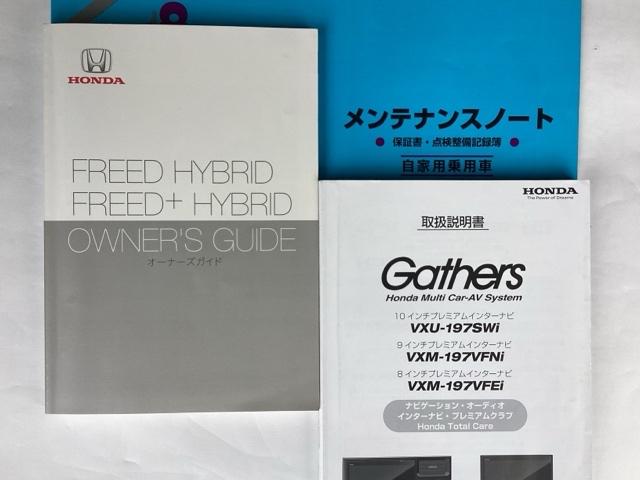 HONDA
FREED HYBRID
FREED+ HYBRID
OWNER'S GUIDE
オーナーズガイド
メンテナンスノート
保証書・点検整備記録簿
自家用乗用車
HONDA
The Power of Dreams
取扱説明書
Gathers
Honda Multi Car-AV System
10インチプレミアムインターナビ
VXU-197SWi
9インチプレミアムインターナビ
VXM-197VFNi
8インチプレミアムインターナビ
VXM-197VFEi
ナビゲーション・オーディオ
インターナビ・プレミアムクラブ
Honda Total Care